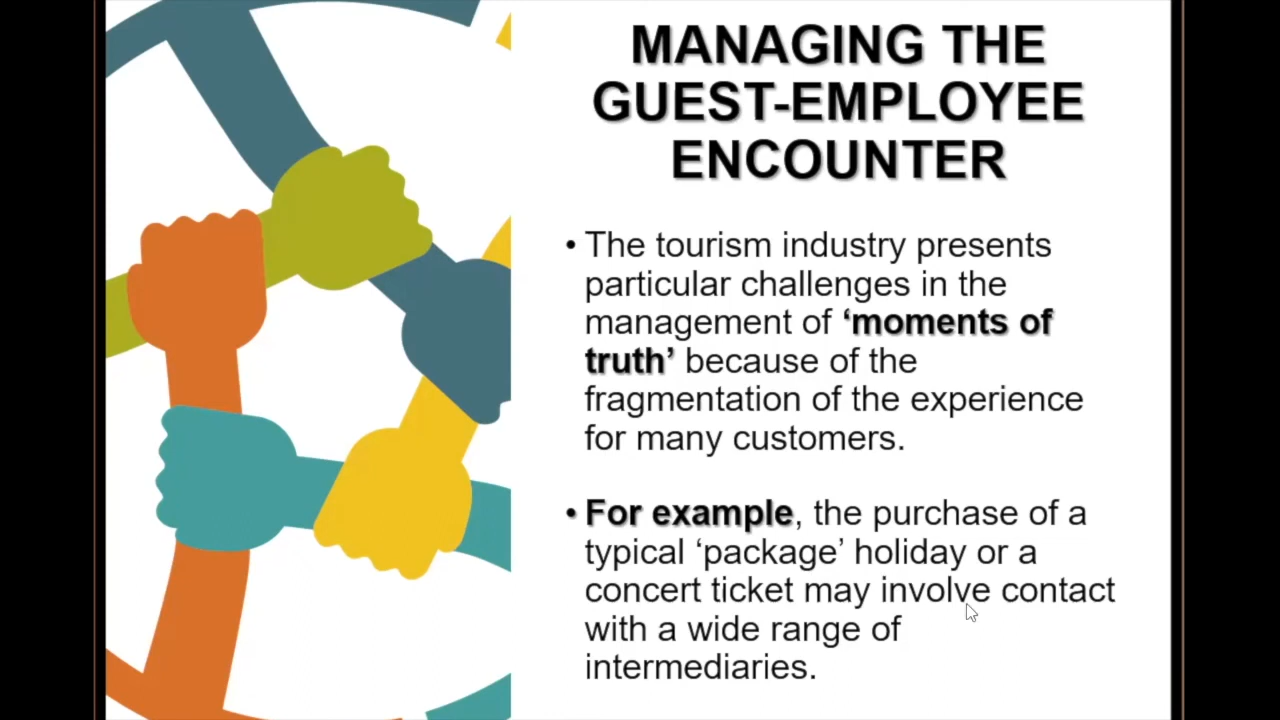 MANAGING THE
GUEST-EMPLOYEE
ENCOUNTER
• The tourism industry presents
particular challenges in the
management of ‘moments of
truth’ because of the
fragmentation of the experience
for many customers.
• For example, the purchase of a
typical ‘package’ holiday or a
concert ticket may involve contact
with a wide range of
intermediaries.